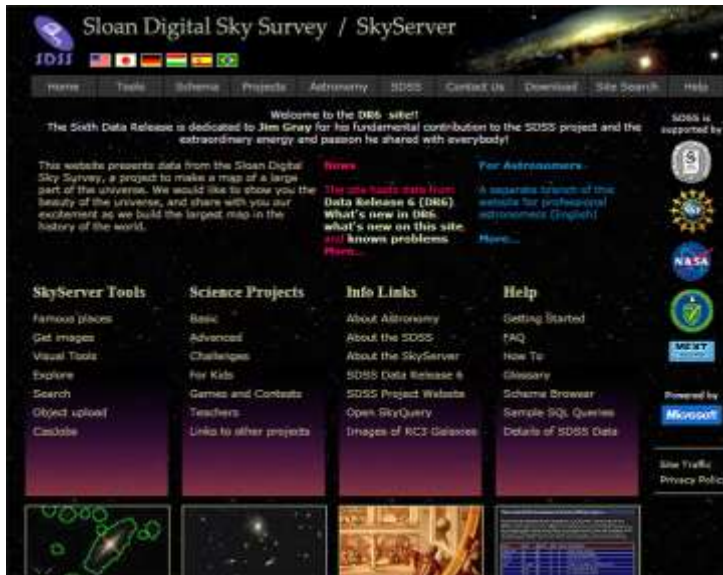 Sloan Digital Sky Survey / SkyServer
SDSS
Home Tools Schema Projects Astronomy SDSS Contact Us Download Site Search Help
Welcome to the DR6 site!!
The Sixth Data Release is dedicated to Jim Gray for his fundamental contribution to the SDSS project and the
extraordinary energy and passion he shared with everybody!
This website presents data from the Sloan Digital
Sky Survey, a project to make a map of a large
part of the universe. We would like to show you the
beauty of the universe, and share with you our
excitement as we build the largest map in the
history of the world.
News
The site hosts data from
Data Release 6 (DR6)
What's new in DR6
what's new on this site
and known problems
More...
For Astronomers
A separate branch of this
website for professional
astronomers (English)
More...
SDSS is
supported by
NASA
MEXT
Powered by
Microsoft
Site Traffic
Privacy Polic
SkyServer Tools
Famous places
Get images
Visual Tools
Explore
Search
Object upload
CasJobs
Science Projects
Basic
Advanced
Challenges
For Kids
Games and Contests
Teachers
Links to other projects
Info Links
About Astronomy
About the SDSS
About the SkyServer
SDSS Data Release 6
SDSS Project Website
Open SkyQuery
Images of RC3 Galaxies
Help
Getting Started
FAQ
How To
Glossary
Schema Browser
Sample SQL Queries
Details of SDSS Data